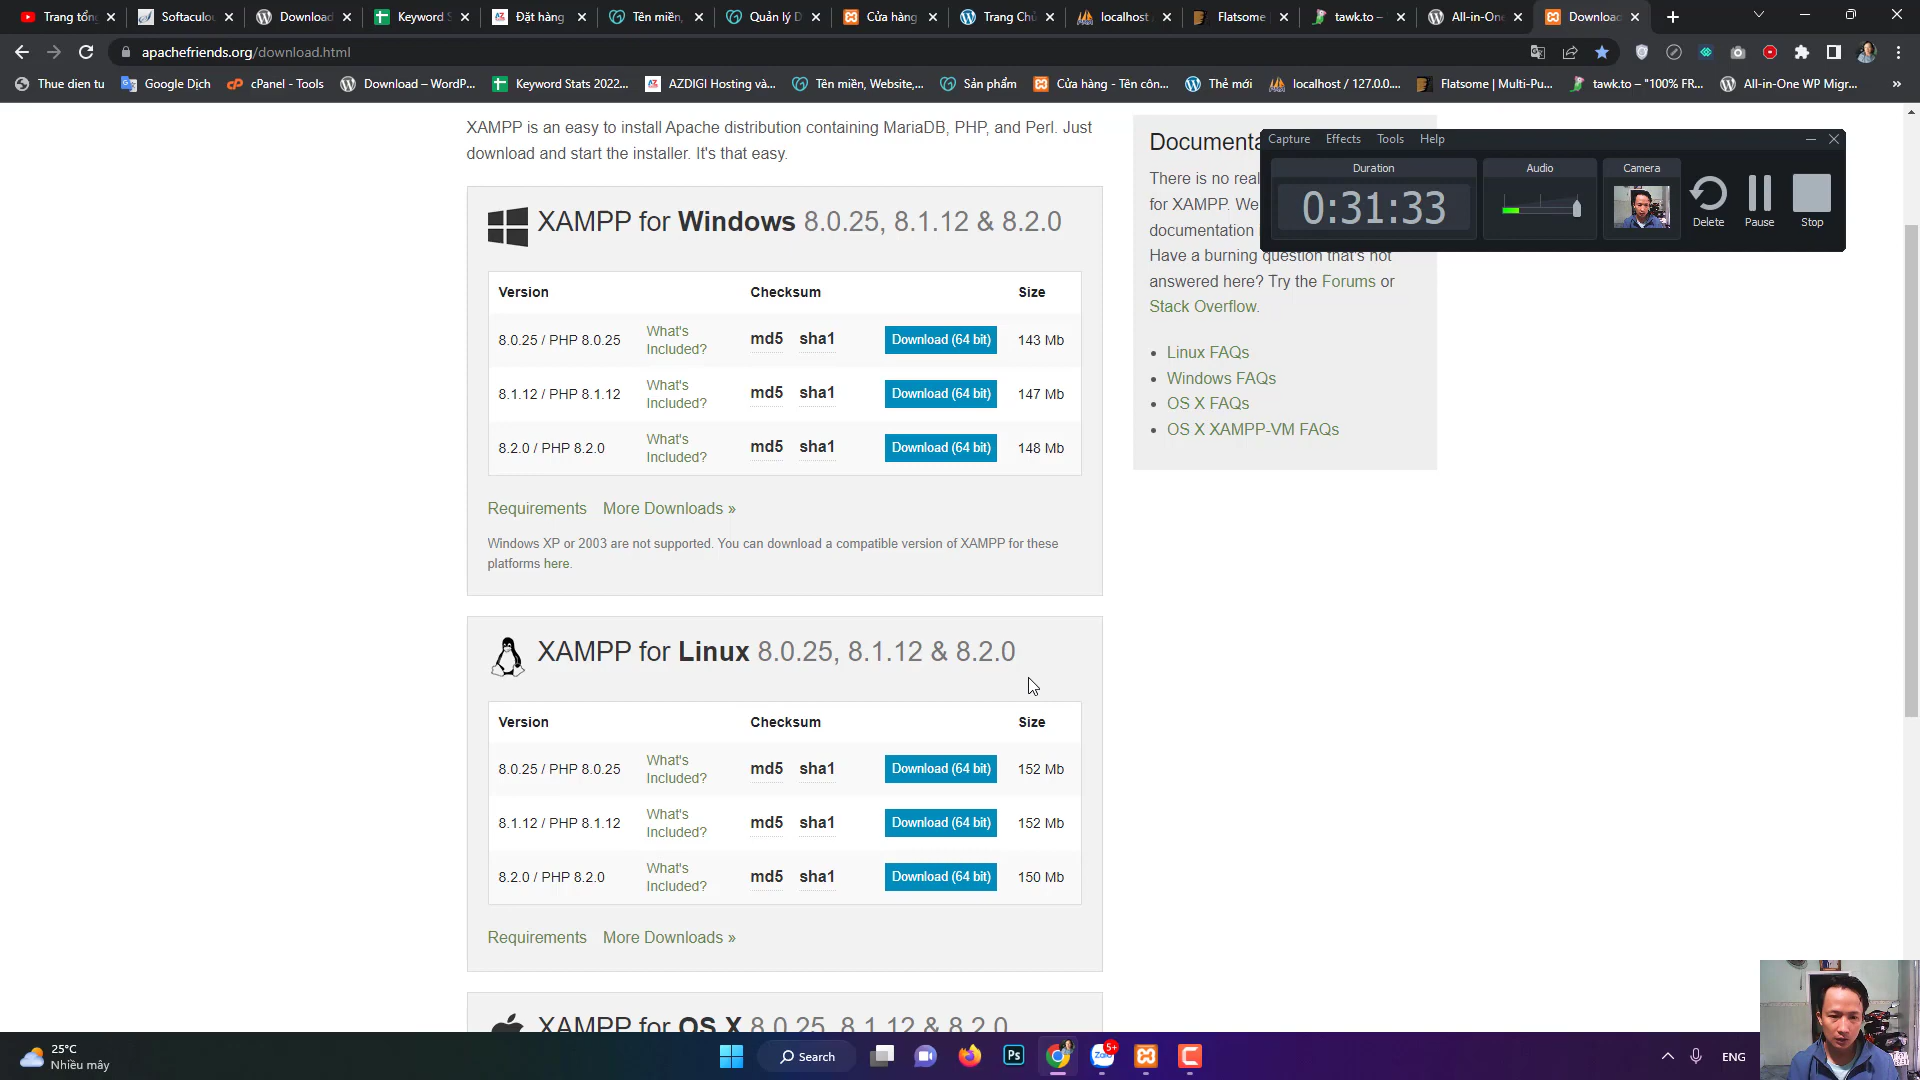 Trang tổn
Softaculou
Download
Keyword S
Đặt hàng
Tên miền,
Quản lý D
Cửa hàng
Trang Chủ
localhost
Flatsome
tawk.to –
All-in-One
Download
apachefriends.org/download.html
Thue dien tu
Google Dịch
cPanel - Tools
Download – WordP...
Keyword Stats 2022...
AZDIGI Hosting và...
Tên miền, Website,...
Sản phẩm
Cửa hàng - Tên côn...
Thẻ mới
localhost / 127.0.0....
Flatsome | Multi-Pu...
tawk.to – "100% FR...
All-in-One WP Migr...
»
XAMPP is an easy to install Apache distribution containing MariaDB, PHP, and Perl. Just
download and start the installer. It's that easy.
XAMPP for Windows 8.0.25, 8.1.12 & 8.2.0
Version Checksum Size
8.0.25 / PHP 8.0.25 What's Included? md5 sha1 Download (64 bit) 143 Mb
8.1.12 / PHP 8.1.12 What's Included? md5 sha1 Download (64 bit) 147 Mb
8.2.0 / PHP 8.2.0 What's Included? md5 sha1 Download (64 bit) 148 Mb
Requirements More Downloads »
Windows XP or 2003 are not supported. You can download a compatible version of XAMPP for these
platforms here.
XAMPP for Linux 8.0.25, 8.1.12 & 8.2.0
Version Checksum Size
8.0.25 / PHP 8.0.25 What's Included? md5 sha1 Download (64 bit) 152 Mb
8.1.12 / PHP 8.1.12 What's Included? md5 sha1 Download (64 bit) 152 Mb
8.2.0 / PHP 8.2.0 What's Included? md5 sha1 Download (64 bit) 150 Mb
Requirements More Downloads »
XAMPP for OS X 8.0.25, 8.1.12 & 8.2.0
Documenta
There is no real
for XAMPP. We
documentation
Have a burning question that's not
answered here? Try the Forums or
Stack Overflow.
Linux FAQs
Windows FAQs
OS X FAQs
OS X XAMPP-VM FAQs
Capture Effects Tools Help
Duration Audio Camera
0:31:33
Delete Pause Stop
25°C
Nhiều mây
Search
Ps
Zalo
5+
ENG